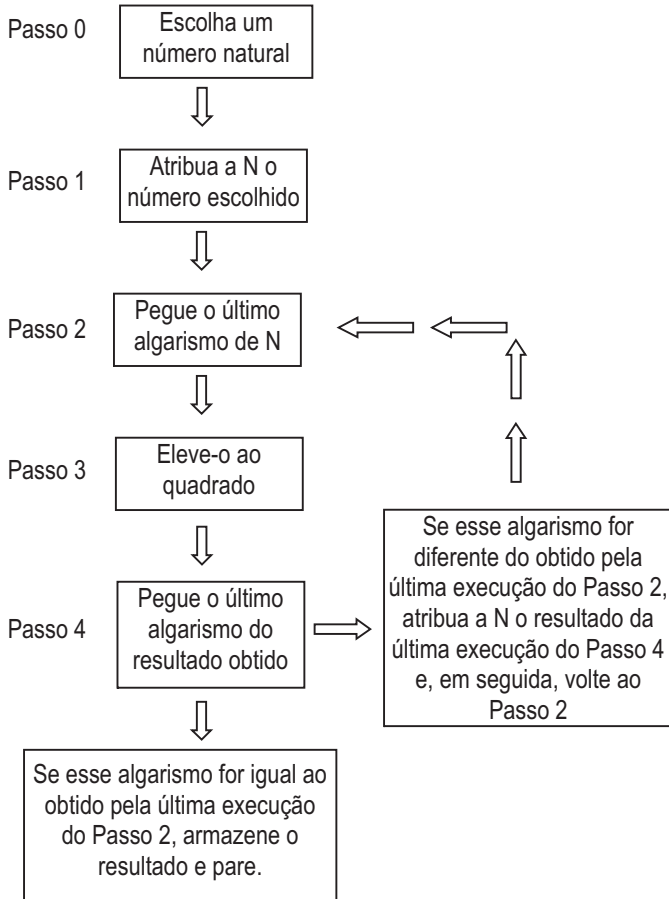 Passo 0
Escolha um
número natural
Passo 1
Atribua a N o
número escolhido
Passo 2
Pegue o último
algarismo de N
Passo 3
Eleve-o ao
quadrado
Passo 4
Pegue o último
algarismo do
resultado obtido
Se esse algarismo for
diferente do obtido pela
última execução do Passo 2,
atribua a N o resultado da
última execução do Passo 4
e, em seguida, volte ao
Passo 2
Se esse algarismo for igual ao
obtido pela última execução
do Passo 2, armazene o
resultado e pare.